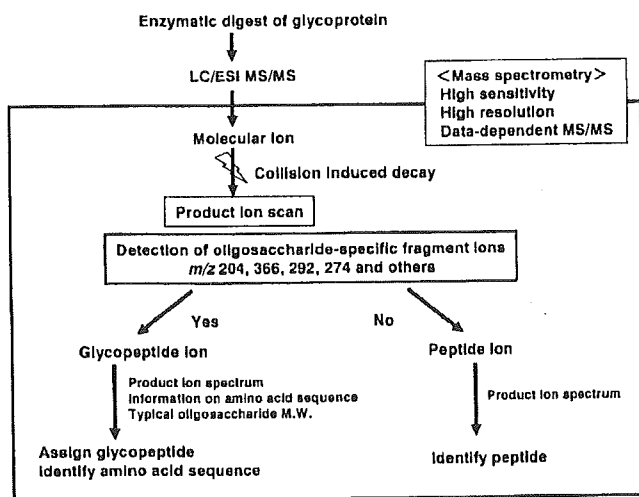 Enzymatic digest of glycoprotein
LC/ESI MS/MS
<Mass spectrometry>
High sensitivity
High resolution
Data-dependent MS/MS
Molecular ion
Collision induced decay
Product ion scan
Detection of oligosaccharide-specific fragment ions
m/z 204, 366, 292, 274 and others
Yes
No
Glycopeptide ion
Peptide ion
Product ion spectrum
Information on amino acid sequence
Typical oligosaccharide M.W.
Product ion spectrum
Assign glycopeptide
Identify amino acid sequence
Identify peptide